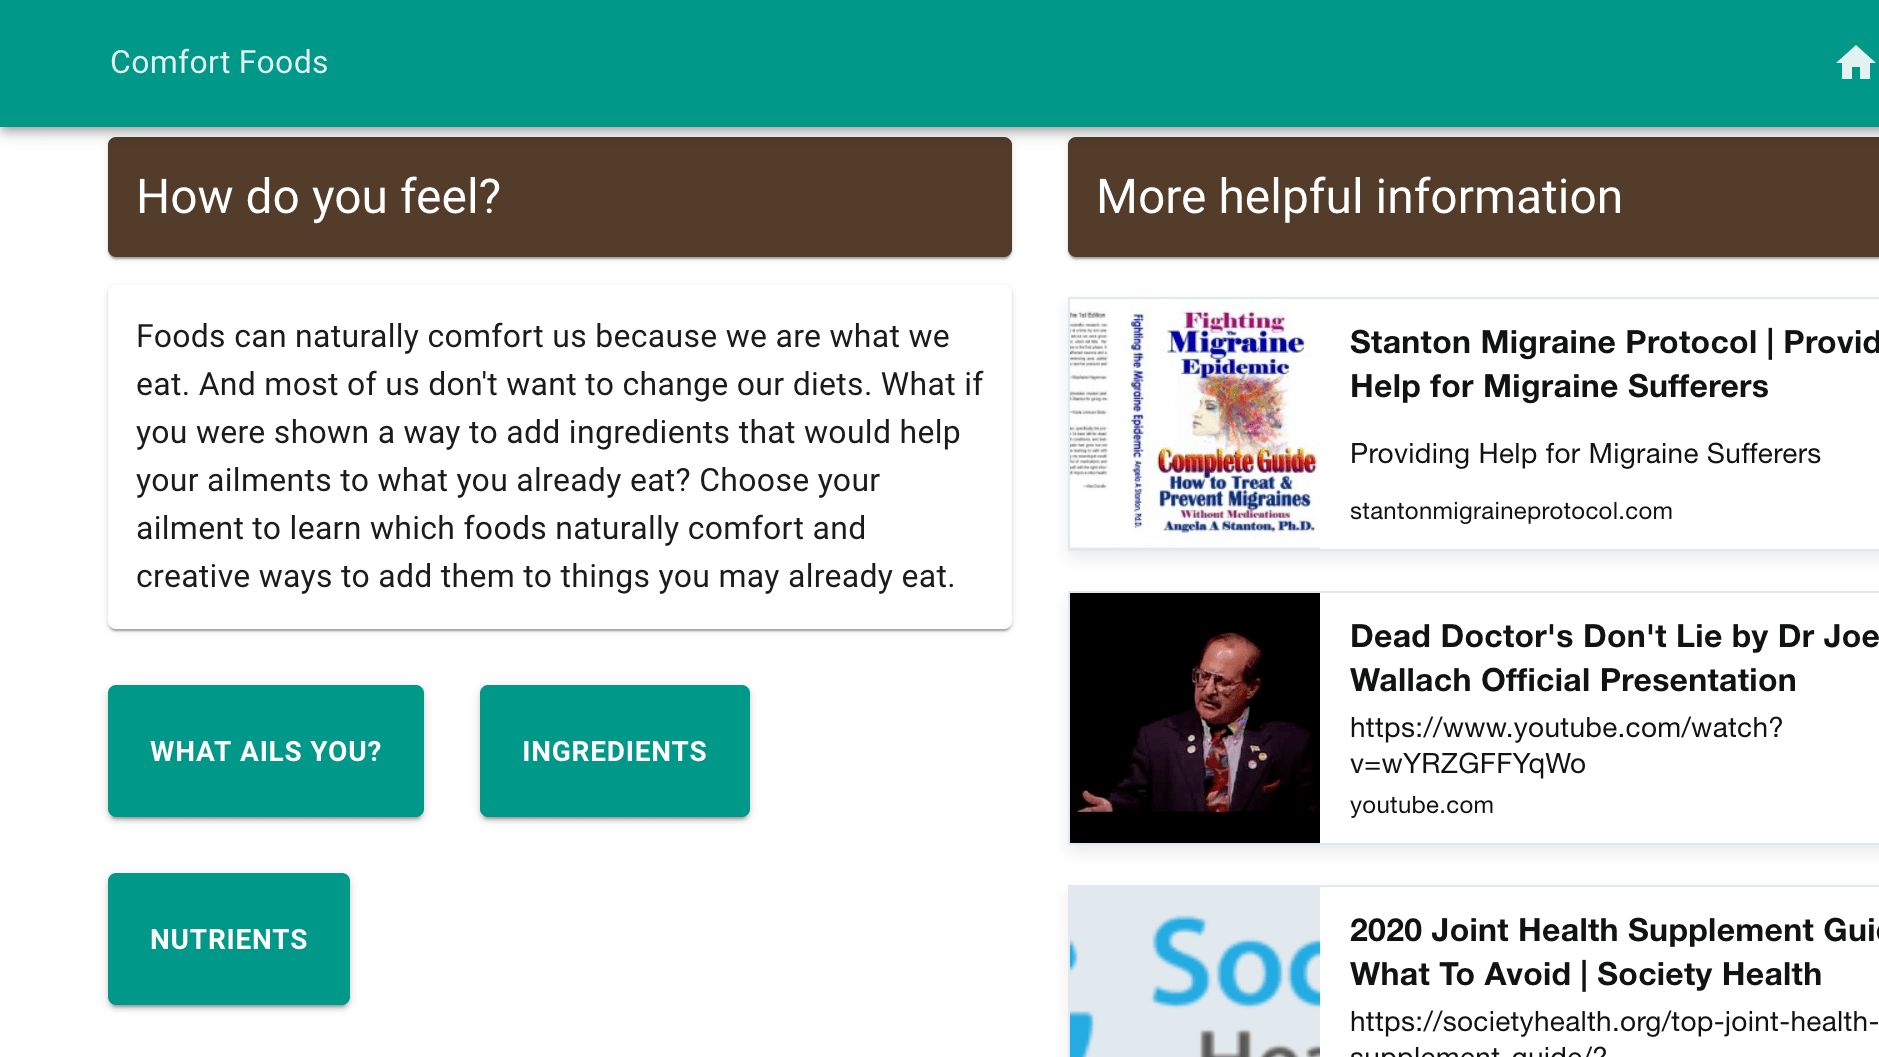 Comfort Foods
How do you feel?
Foods can naturally comfort us because we are what we
eat. And most of us don't want to change our diets. What if
you were shown a way to add ingredients that would help
your ailments to what you already eat? Choose your
ailment to learn which foods naturally comfort and
creative ways to add them to things you may already eat.
WHAT AILS YOU?
INGREDIENTS
NUTRIENTS
More helpful information
Fighting the Migraine Epidemic Angela A Stanton, Ph.D.
Fighting
The
Migraine
Epidemic
Complete Guide
How to Treat &
Prevent Migraines
Without Medications
Angela A Stanton, Ph.D.
Stanton Migraine Protocol | Provid
Help for Migraine Sufferers
Providing Help for Migraine Sufferers
stantonmigraineprotocol.com
Dead Doctor's Don't Lie by Dr Joe
Wallach Official Presentation
https://www.youtube.com/watch?
v=wYRZGFFYqWo
youtube.com
Soc
Hea
2020 Joint Health Supplement Gui
What To Avoid | Society Health
https://societyhealth.org/top-joint-health-
supplement-guide/2